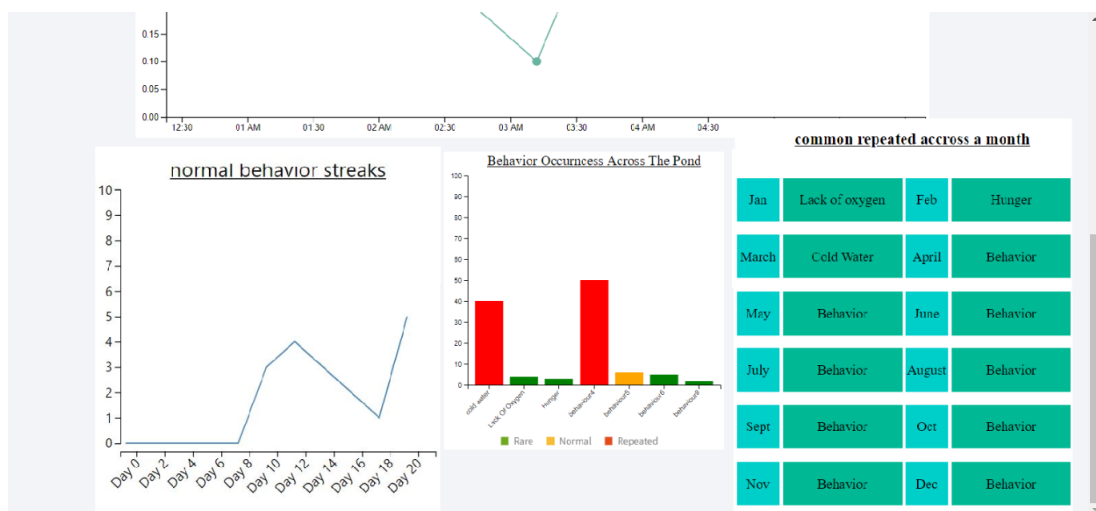 0.15
0.10
0.05
0.00
12:30 01 AM 01:30 02 AM 02:30 03 AM 03:30 04 AM 04:30
normal behavior streaks
10
9
8
7
6
5
4
3
2
1
0
Day 0 Day 2 Day 4 Day 6 Day 8 Day 10 Day 12 Day 14 Day 16 Day 18 Day 20
Behavior Occurncess Across The Pond
100
90
80
70
60
50
40
30
20
10
0
cold water Lack Of Oxygen Hunger behaviour4 behaviour5 behaviour6 behaviour8
Rare Normal Repeated
common repeated accross a month
Jan Lack of oxygen Feb Hunger
March Cold Water April Behavior
May Behavior June Behavior
July Behavior August Behavior
Sept Behavior Oct Behavior
Nov Behavior Dec Behavior